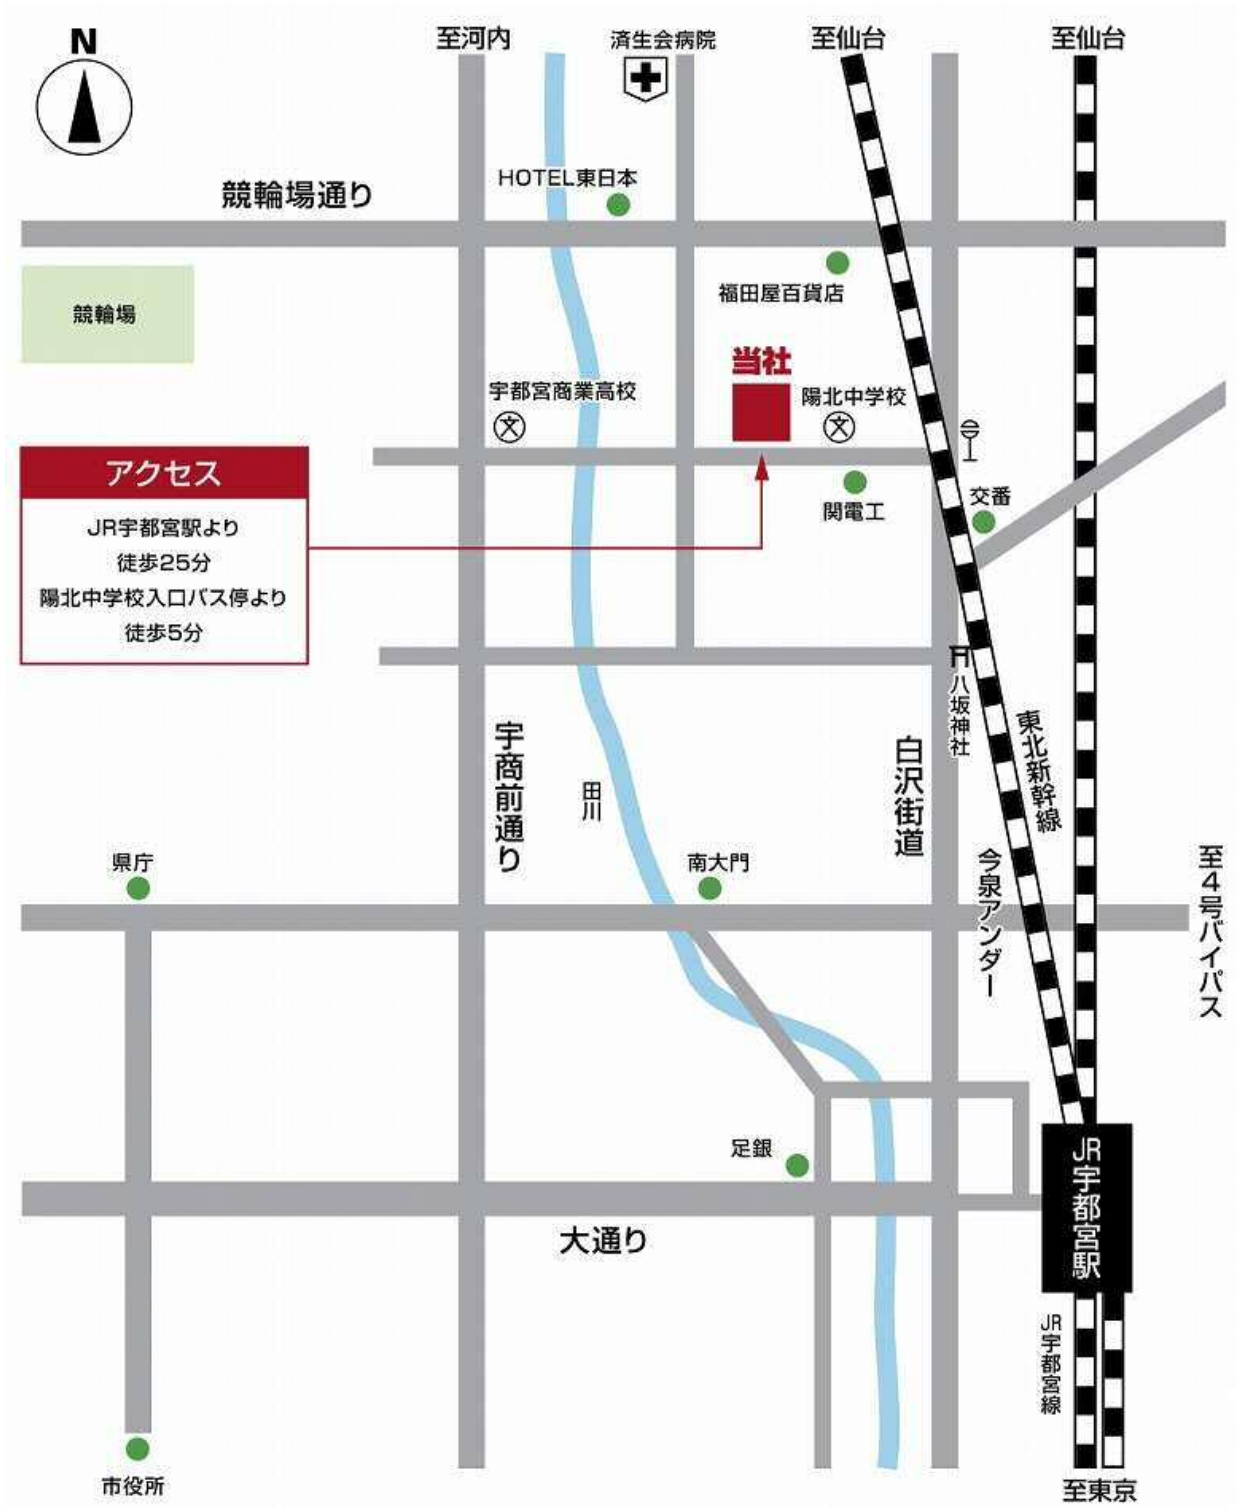 N
至河内
済生会病院
至仙台
至仙台
HOTEL東日本
競輪場通り
福田屋百貨店
競輪場
当社
宇都宮商業高校
陽北中学校
文
文
アクセス
JR宇都宮駅より
徒歩25分
陽北中学校入口バス停より
徒歩5分
関電工
交番
八坂神社
東北新幹線
宇商前通り
田川
白沢街道
今泉アンダー
至4号バイパス
県庁
南大門
足銀
JR宇都宮駅
大通り
JR宇都宮線
市役所
至東京